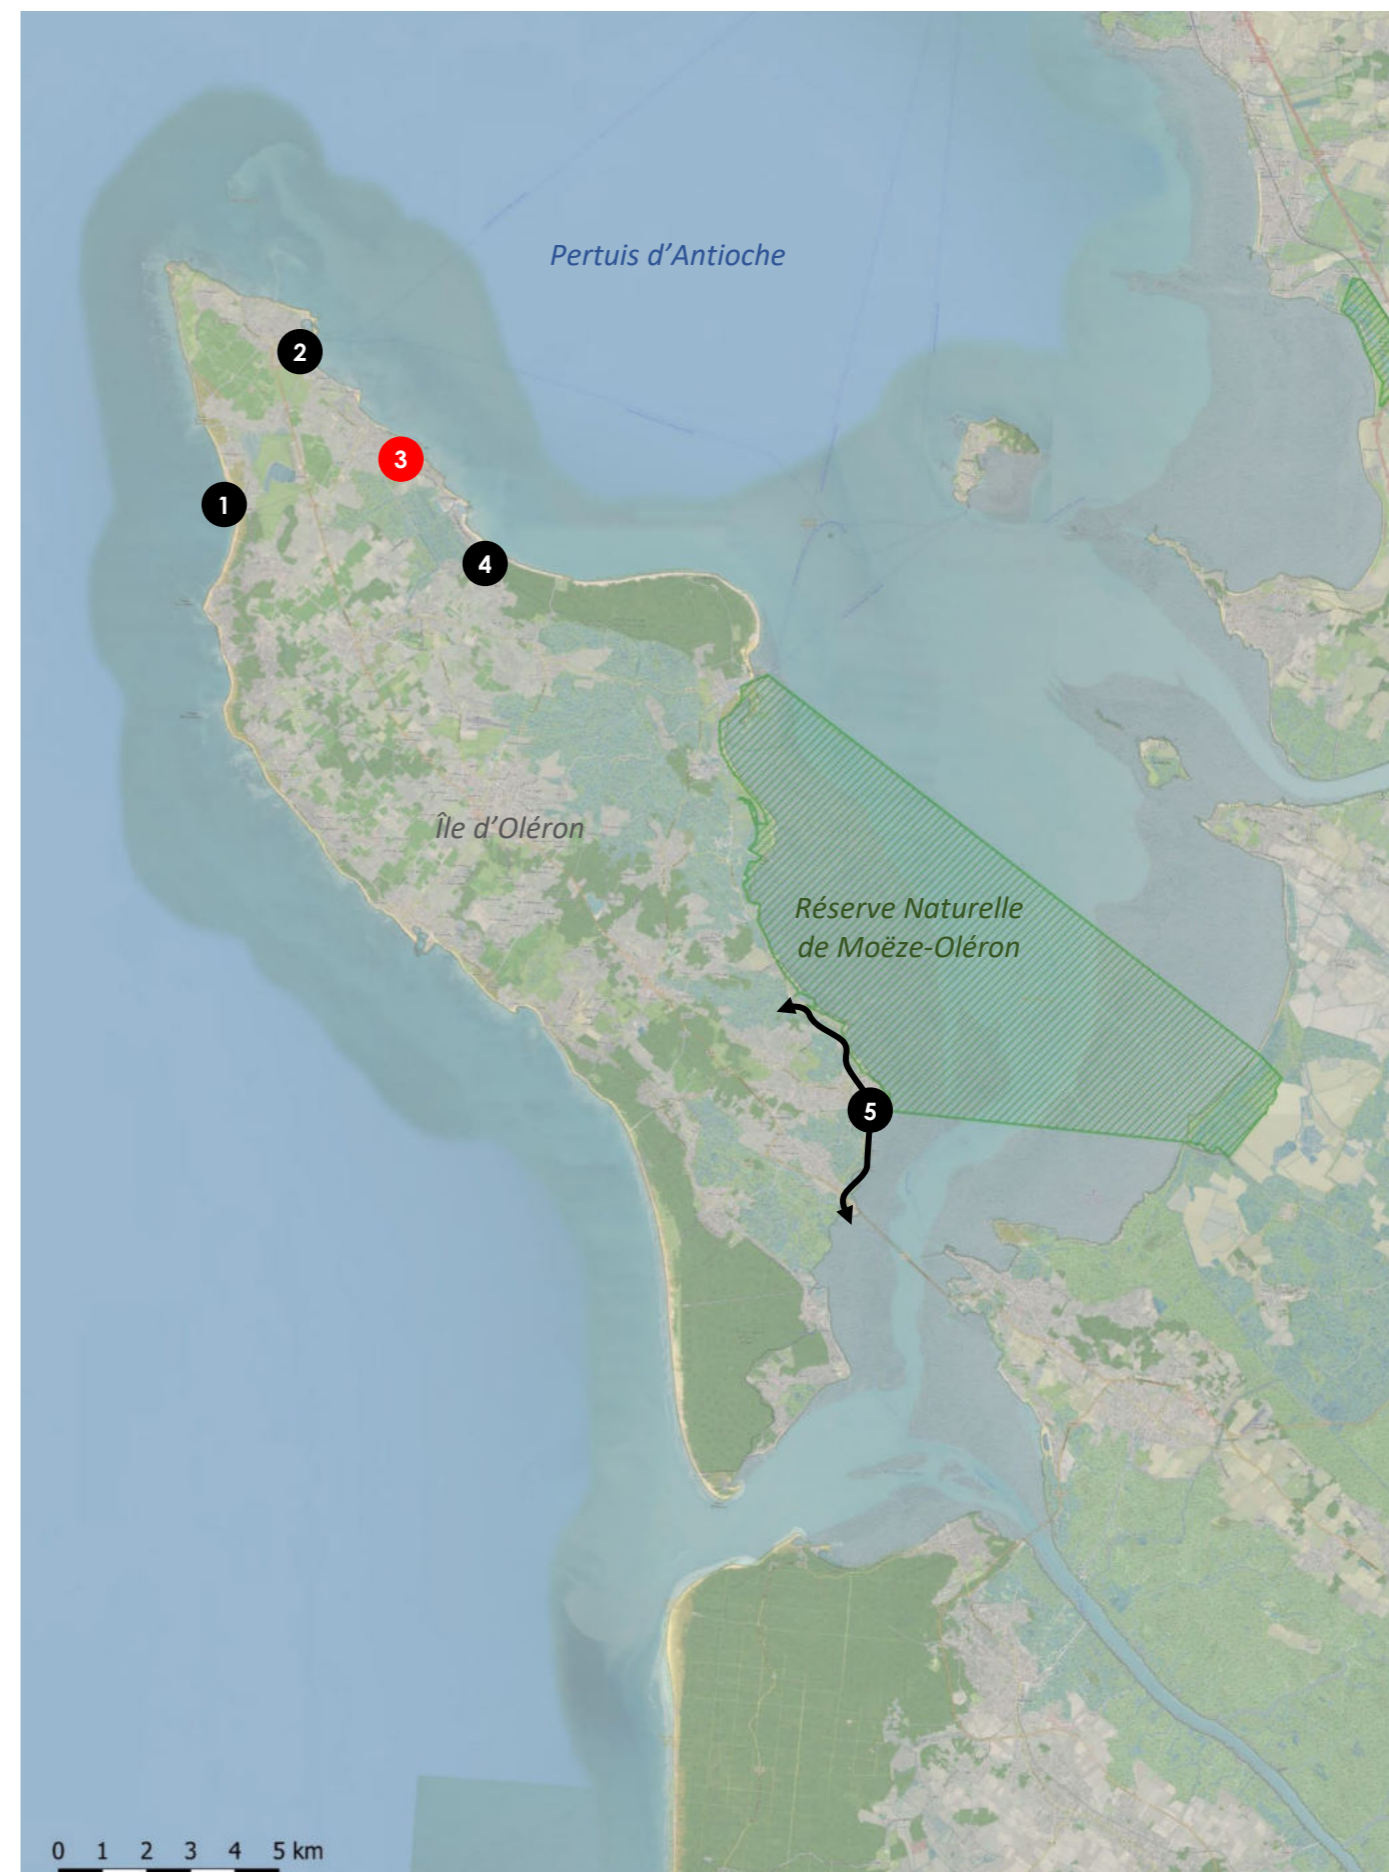 Pertuis d'Antioche
2
3
1
4
Île d'Oléron
Réserve Naturelle
de Moëze-Oléron
5
0 1 2 3 4 5 km